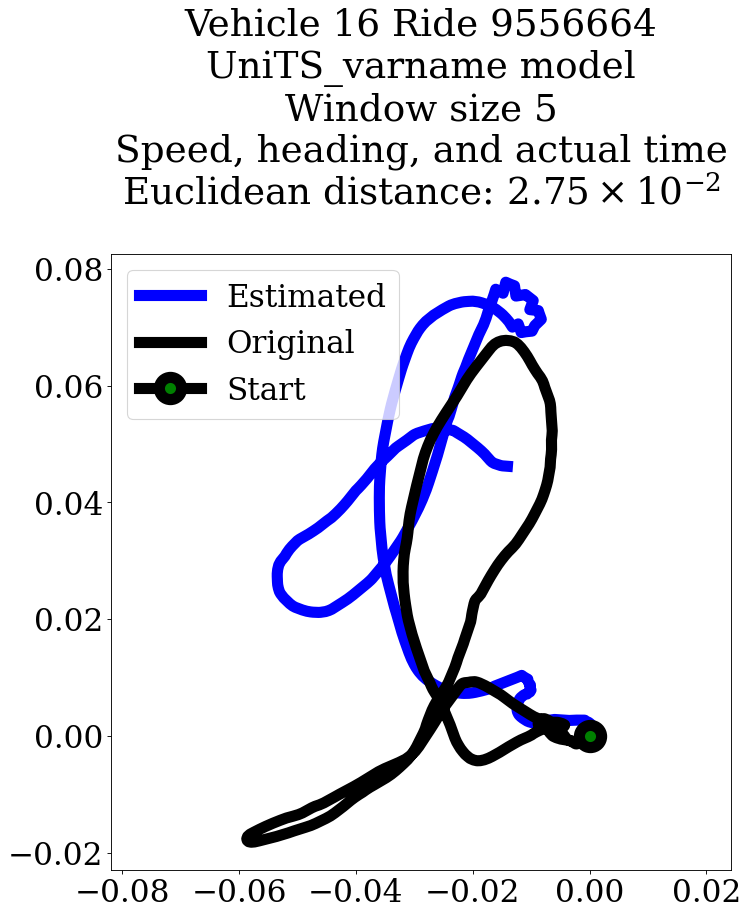 Vehicle 16 Ride 9556664
UniTS_varname model
Window size 5
Speed, heading, and actual time
Euclidean distance: 2.75 × 10⁻²
Estimated
Original
Start
0.08
0.06
0.04
0.02
0.00
−0.02
−0.08 −0.06 −0.04 −0.02 0.00 0.02